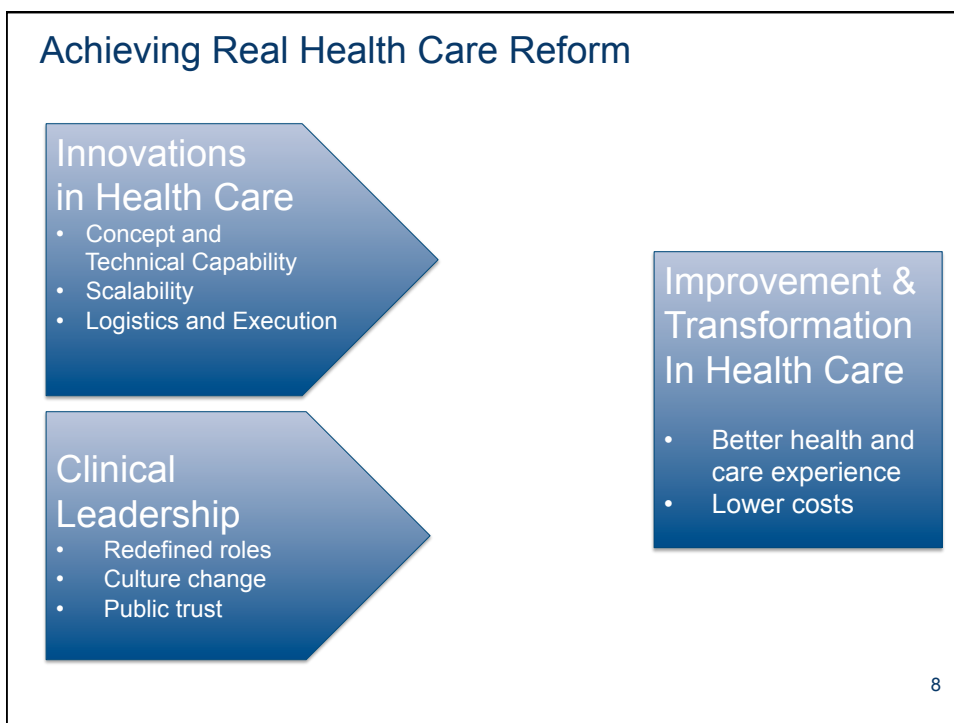 Achieving Real Health Care Reform
Innovations
in Health Care
• Concept and
Technical Capability
• Scalability
• Logistics and Execution
Clinical
Leadership
• Redefined roles
• Culture change
• Public trust
Improvement &
Transformation
In Health Care
• Better health and
care experience
• Lower costs
8